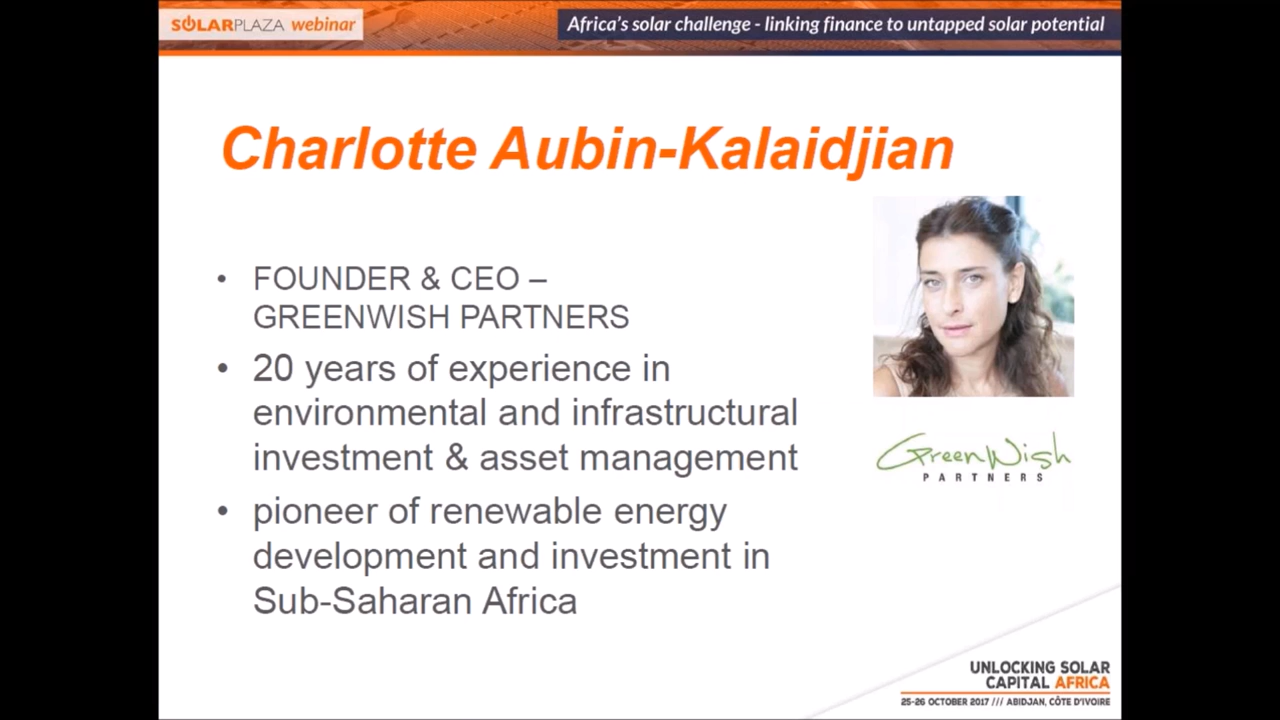 SOLARPLAZA webinar
Africa's solar challenge - linking finance to untapped solar potential
Charlotte Aubin-Kalaidjian
• FOUNDER & CEO –
GREENWISH PARTNERS
• 20 years of experience in
environmental and infrastructural
investment & asset management
• pioneer of renewable energy
development and investment in
Sub-Saharan Africa
GreenWish
PARTNERS
UNLOCKING SOLAR
CAPITAL AFRICA
25-26 OCTOBER 2017 /// ABIDJAN, CÔTE D'IVOIRE